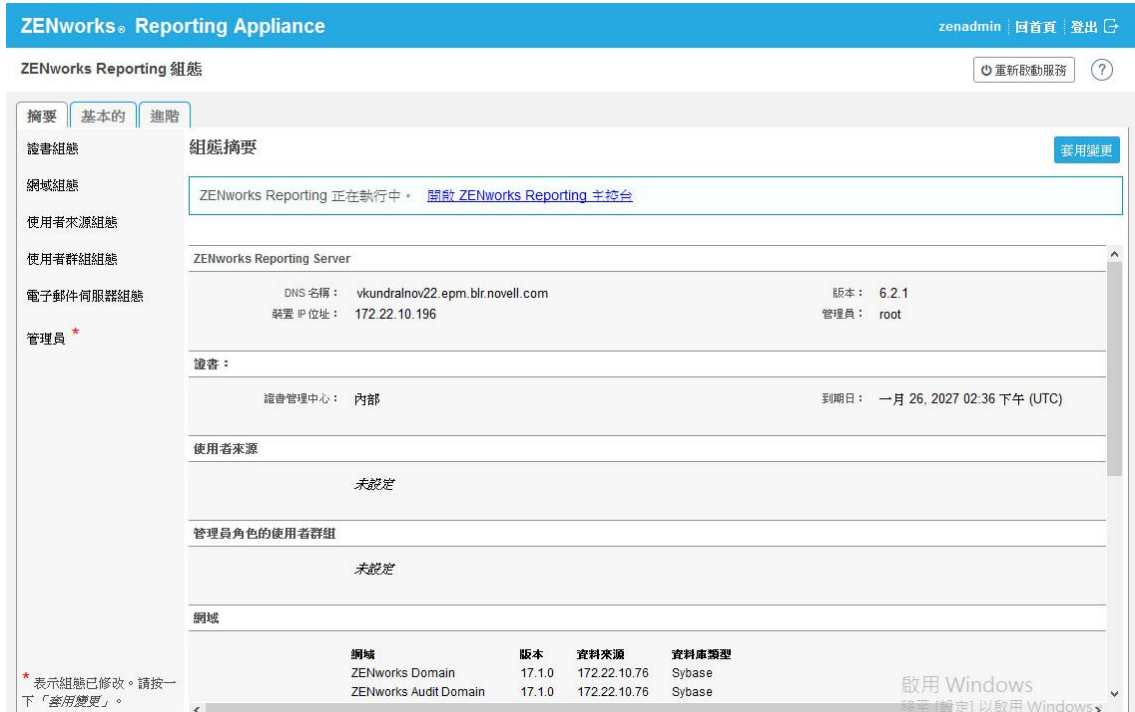 ZENworks® Reporting Appliance
zenadmin 回首頁 登出
ZENworks Reporting 組態
重新啟動服務 ?
摘要 基本的 進階
證書組態
網域組態
使用者來源組態
使用者群組組態
電子郵件伺服器組態
管理員 *
組態摘要
套用變更
ZENworks Reporting 正在執行中。 開啟 ZENworks Reporting 主控台
ZENworks Reporting Server
DNS 名稱： vkundralnov22.epm.blr.novell.com 版本： 6.2.1
裝置 IP 位址： 172.22.10.196 管理員： root
證書：
證書管理中心： 內部 到期日： 一月 26, 2027 02:36 下午 (UTC)
使用者來源
未設定
管理員角色的使用者群組
未設定
網域
網域 版本 資料來源 資料庫類型
ZENworks Domain 17.1.0 172.22.10.76 Sybase
ZENworks Audit Domain 17.1.0 172.22.10.76 Sybase
* 表示組態已修改。請按一
下「套用變更」。
啟用 Windows
移至 [設定] 以啟用 Windows。